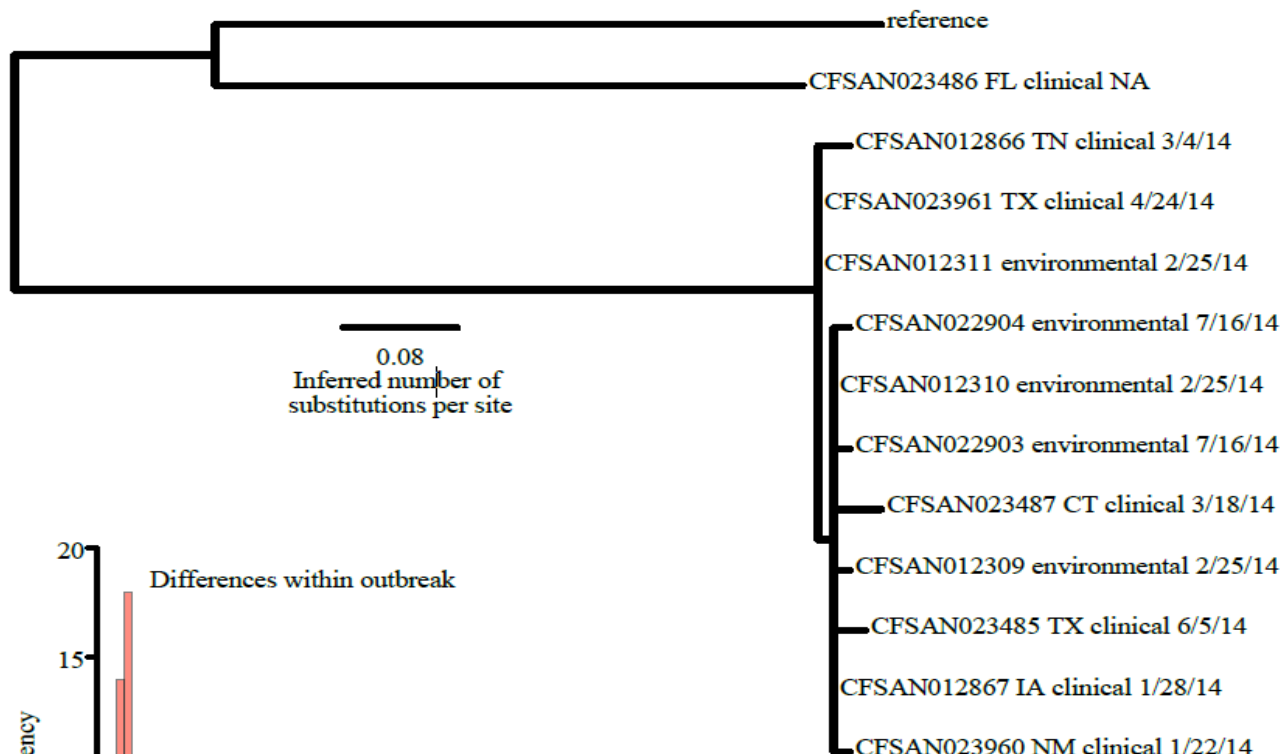 reference
CFSAN023486 FL clinical NA
CFSAN012866 TN clinical 3/4/14
CFSAN023961 TX clinical 4/24/14
CFSAN012311 environmental 2/25/14
CFSAN022904 environmental 7/16/14
0.08
Inferred number of
substitutions per site
CFSAN012310 environmental 2/25/14
CFSAN022903 environmental 7/16/14
CFSAN023487 CT clinical 3/18/14
20
Differences within outbreak
CFSAN012309 environmental 2/25/14
CFSAN023485 TX clinical 6/5/14
15
CFSAN012867 IA clinical 1/28/14
CFSAN023960 NM clinical 1/22/14